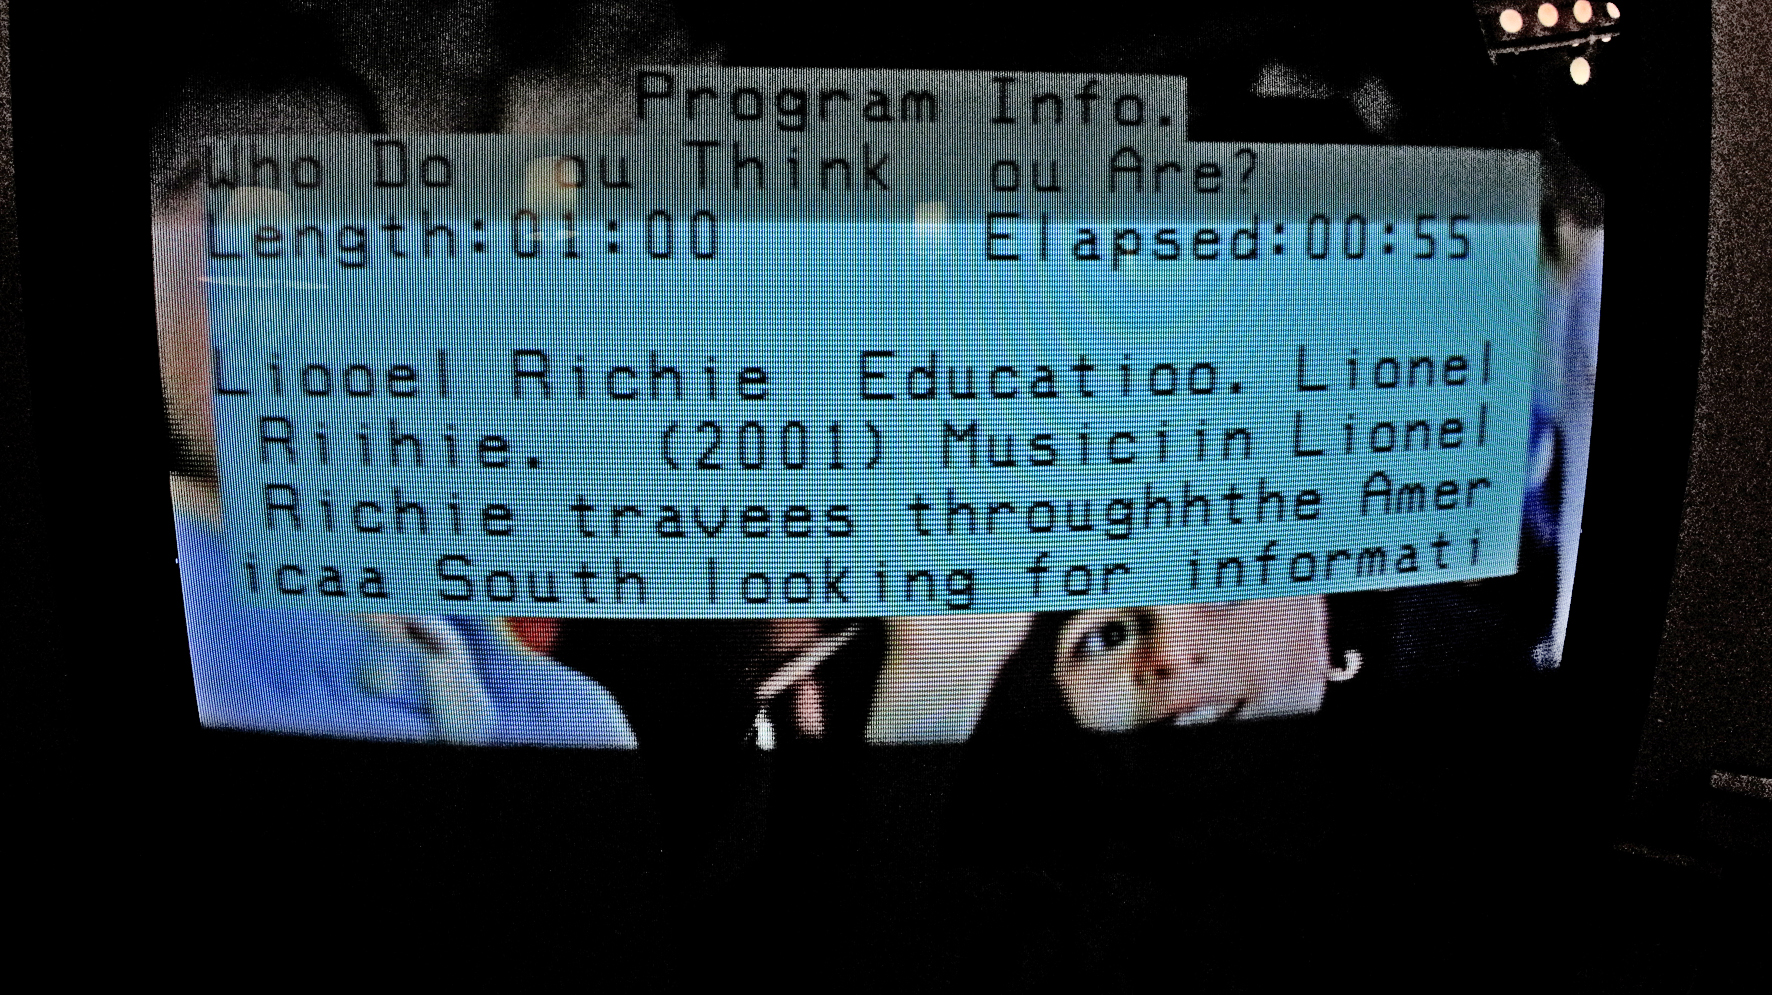 Program Info.
Who Do ou Think ou Are?
Length:01:00 Elapsed:00:55
Liooel Richie Educatioo. Lionel
Riihie. (2001) Musiciin Lionel
Richie travees throughhthe Amer
icaa South looking for informati